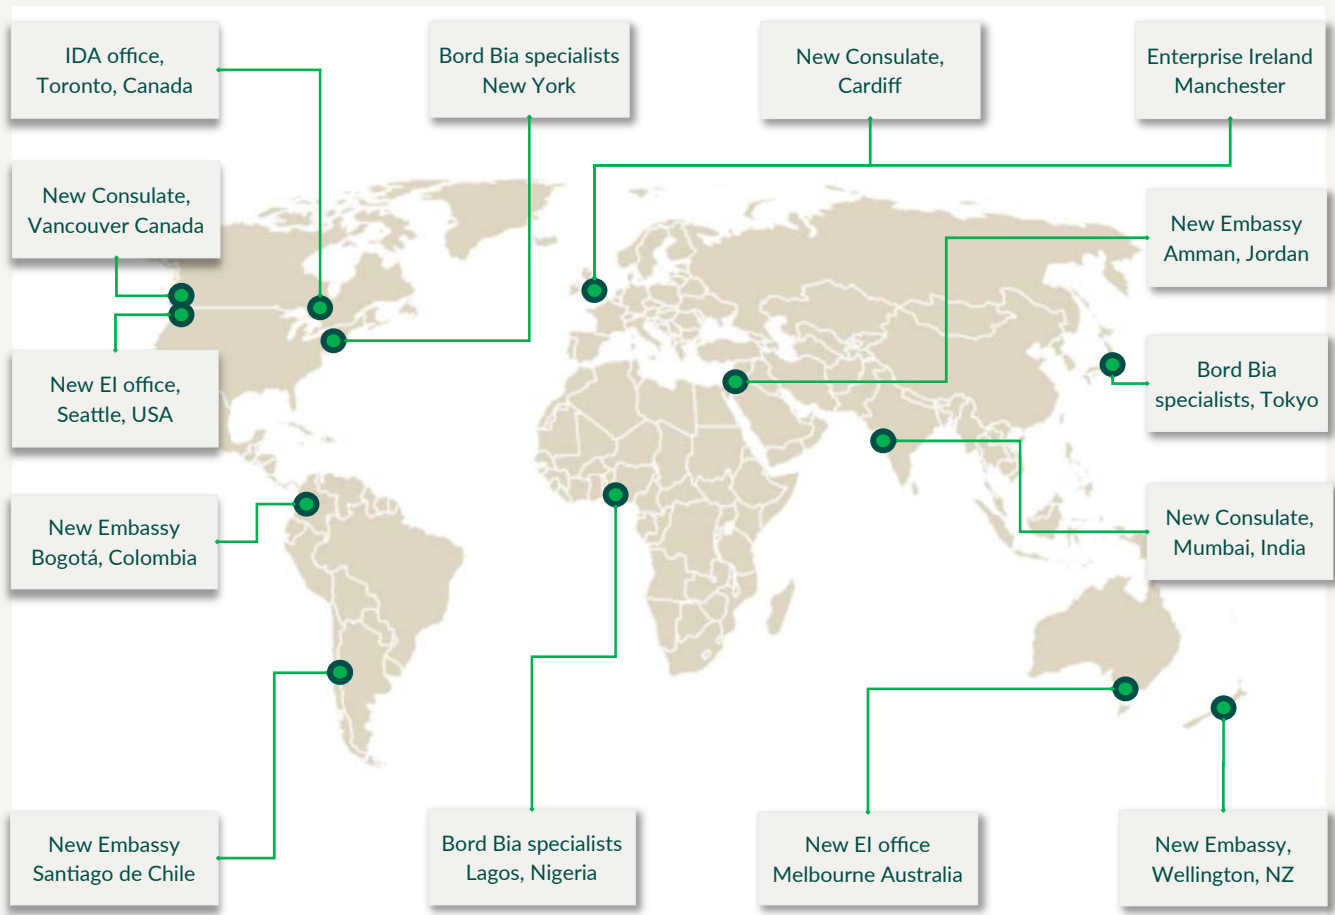 IDA office,
Toronto, Canada
Bord Bia specialists
New York
New Consulate,
Cardiff
Enterprise Ireland
Manchester
New Consulate,
Vancouver Canada
New Embassy
Amman, Jordan
New EI office,
Seattle, USA
Bord Bia
specialists, Tokyo
New Embassy
Bogotá, Colombia
New Consulate,
Mumbai, India
New Embassy
Santiago de Chile
Bord Bia specialists
Lagos, Nigeria
New EI office
Melbourne Australia
New Embassy,
Wellington, NZ